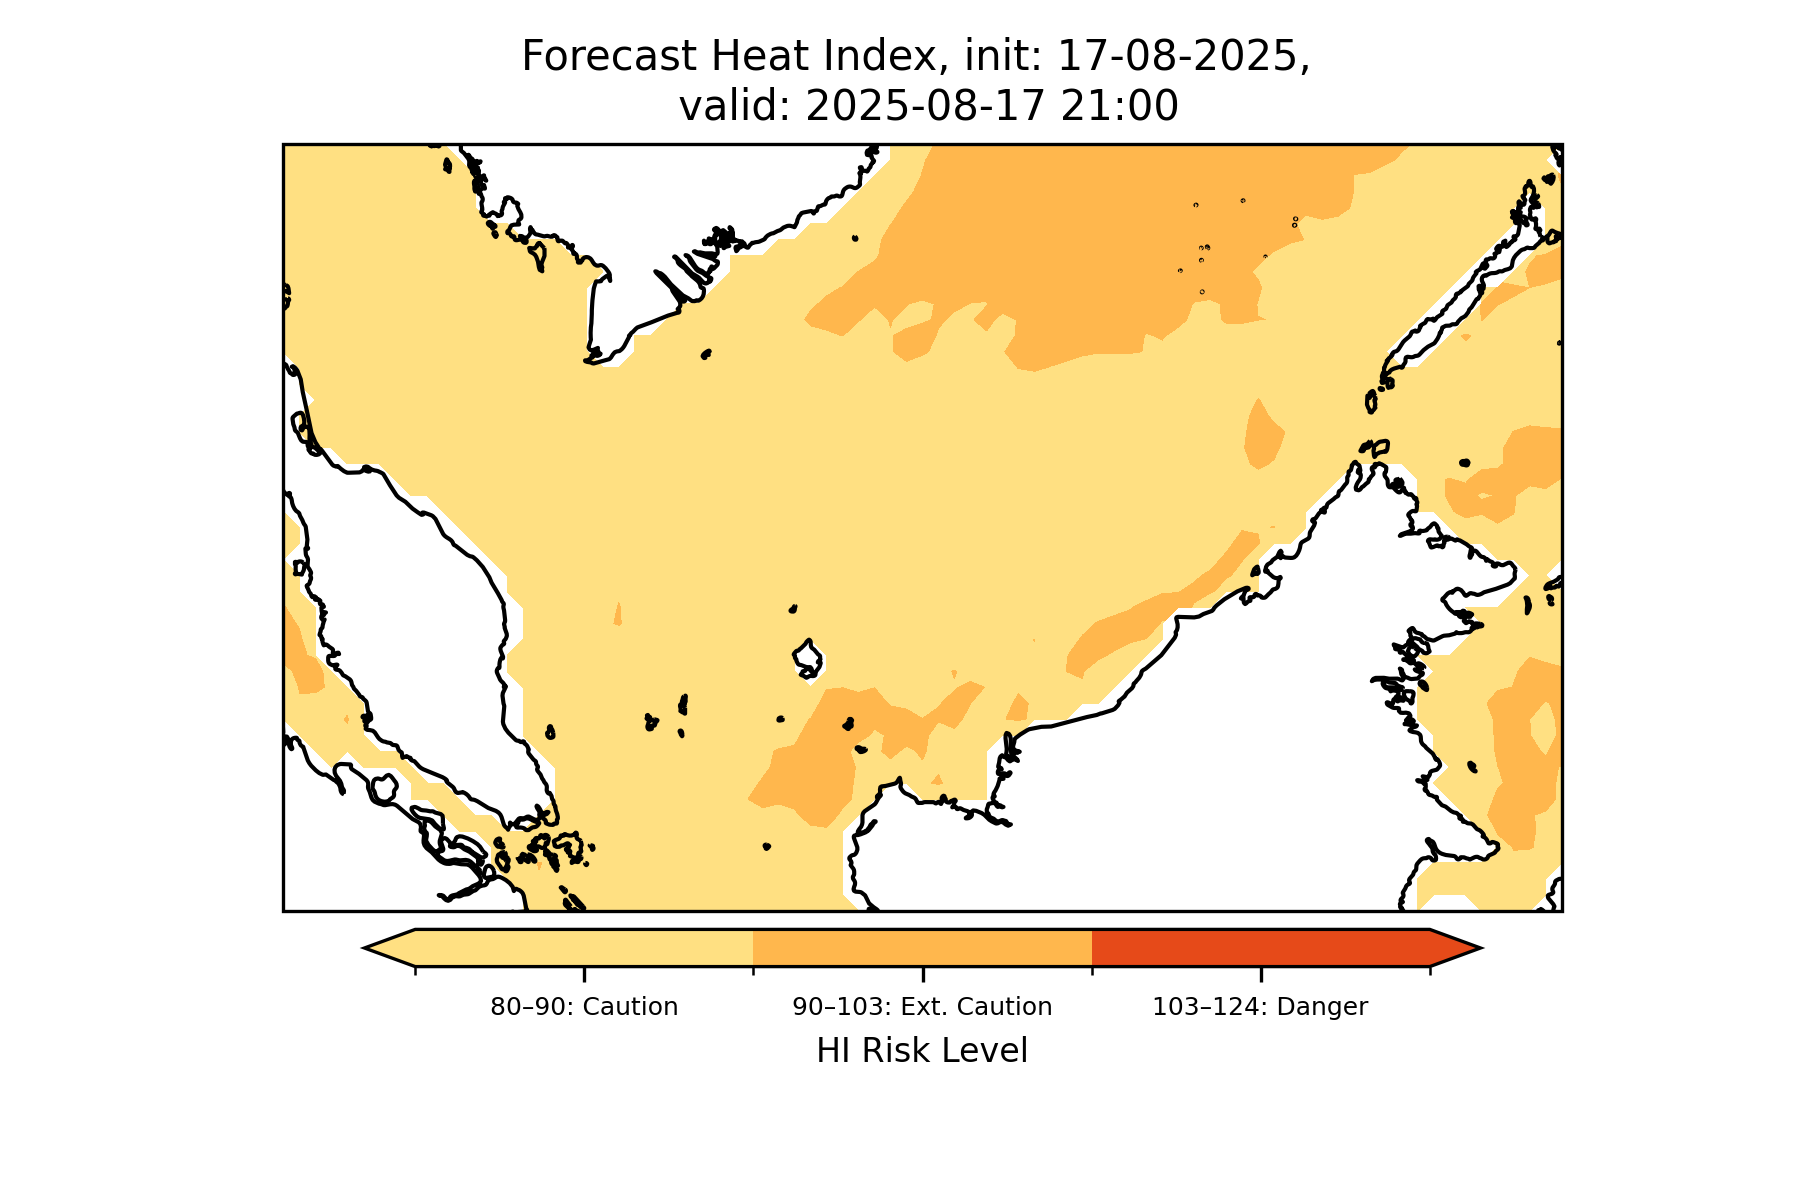 Forecast Heat Index, init: 17-08-2025,
valid: 2025-08-17 21:00
80–90: Caution
90–103: Ext. Caution
103–124: Danger
HI Risk Level